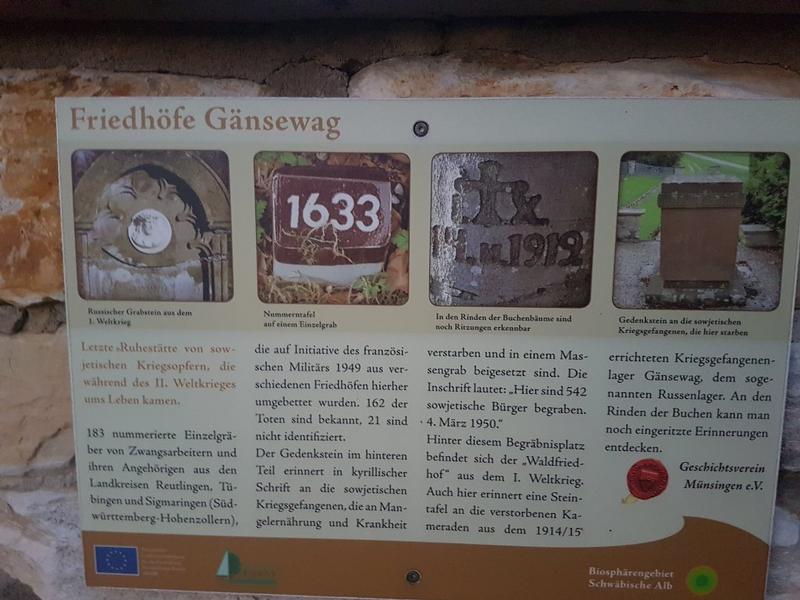 Friedhöfe Gänsewag
1633
14.u.1912
Russischer Grabstein aus dem
1. Weltkrieg
Nummerntafel
auf einem Einzelgrab
In den Rinden der Buchenbäume sind
noch Ritzungen erkennbar
Gedenkstein an die sowjetischen
Kriegsgefangenen, die hier starben
Letzte Ruhestätte von sow-
jetischen Kriegsopfern, die
während des II. Weltkrieges
ums Leben kamen.
183 nummerierte Einzelgrä-
ber von Zwangsarbeitern und
ihren Angehörigen aus den
Landkreisen Reutlingen, Tü-
bingen und Sigmaringen (Süd-
württemberg-Hohenzollern),
die auf Initiative des französi-
schen Militärs 1949 aus ver-
schiedenen Friedhöfen hierher
umgebettet wurden. 162 der
Toten sind bekannt, 21 sind
nicht identifiziert.
Der Gedenkstein im hinteren
Teil erinnert in kyrillischer
Schrift an die sowjetischen
Kriegsgefangenen, die an Man-
gelernährung und Krankheit
verstarben und in einem Mas-
sengrab beigesetzt sind. Die
Inschrift lautet: „Hier sind 542
sowjetische Bürger begraben.
4. März 1950.“
Hinter diesem Begräbnisplatz
befindet sich der „Waldfried-
hof“ aus dem I. Weltkrieg.
Auch hier erinnert eine Stein-
tafel an die verstorbenen Ka-
meraden aus dem 1914/15
errichteten Kriegsgefangenen-
lager Gänsewag, dem soge-
nannten Russenlager. An den
Rinden der Buchen kann man
noch eingeritzte Erinnerungen
entdecken.
Geschichtsverein
Münsingen e.V.
Biosphärengebiet
Schwäbische Alb